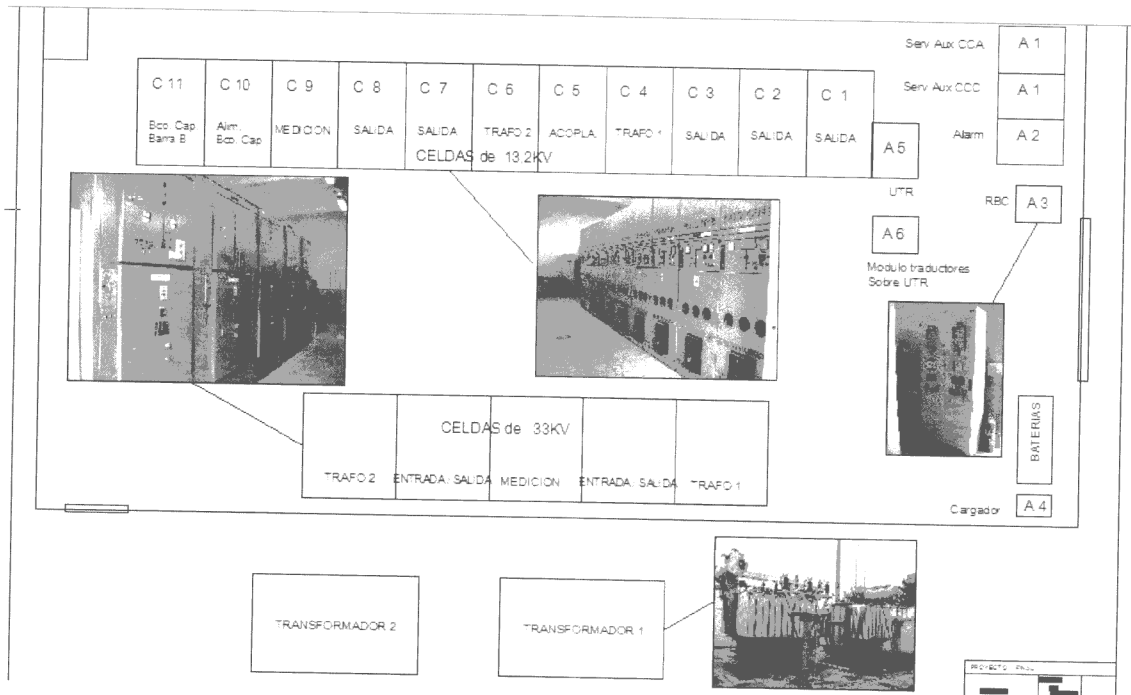 Serv Aux CCA
A 1
C 11
C 10
C 9
C 8
C 7
C 6
C 5
C 4
C 3
C 2
C 1
Serv Aux CCC
A 1
Bco. Cap.
Barra B
Alim.
Bco. Cap
MEDICION
SALIDA
SALIDA
TRAFO 2
ACOPLA.
TRAFO 1
SALIDA
SALIDA
SALIDA
Alarm
A 2
A 5
CELDAS de 13,2KV
UTR
RBC
A 3
A 6
Modulo traductores
Sobre UTR
CELDAS de 33KV
BATERIAS
TRAFO 2
ENTRADA / SALIDA
MEDICION
ENTRADA / SALIDA
TRAFO 1
Cargador
A 4
TRANSFORMADOR 2
TRANSFORMADOR 1
PROYECTO FINAL